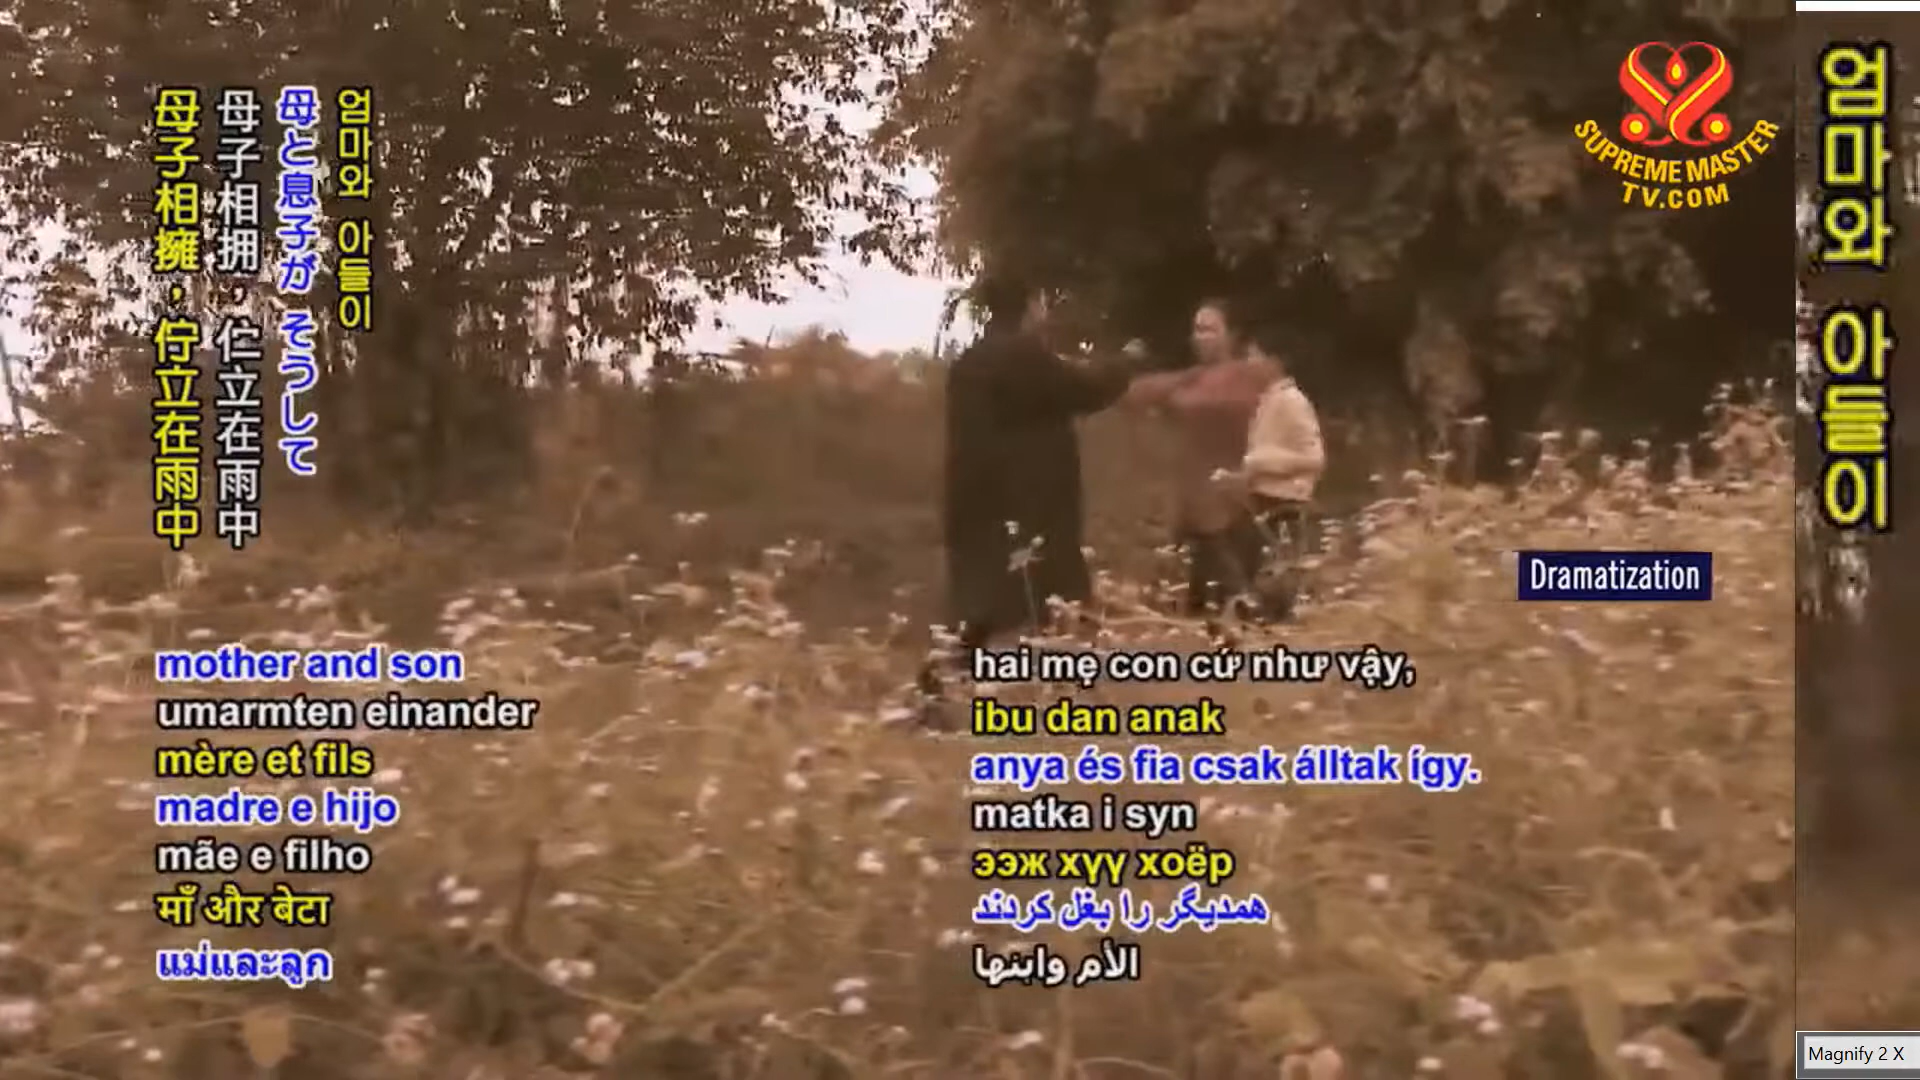 엄마와 아들이
母と息子が そうして
母子相拥，伫立在雨中
母子相擁，佇立在雨中
SUPREME MASTER
TV.COM
Dramatization
mother and son
umarmten einander
mère et fils
madre e hijo
mãe e filho
माँ और बेटा
แม่และลูก
hai mẹ con cứ như vậy,
ibu dan anak
anya és fia csak álltak így.
matka i syn
ээж хүү хоёр
همدیگر را بغل کردند
الأم وابنها
엄마와 아들이
Magnify 2 X